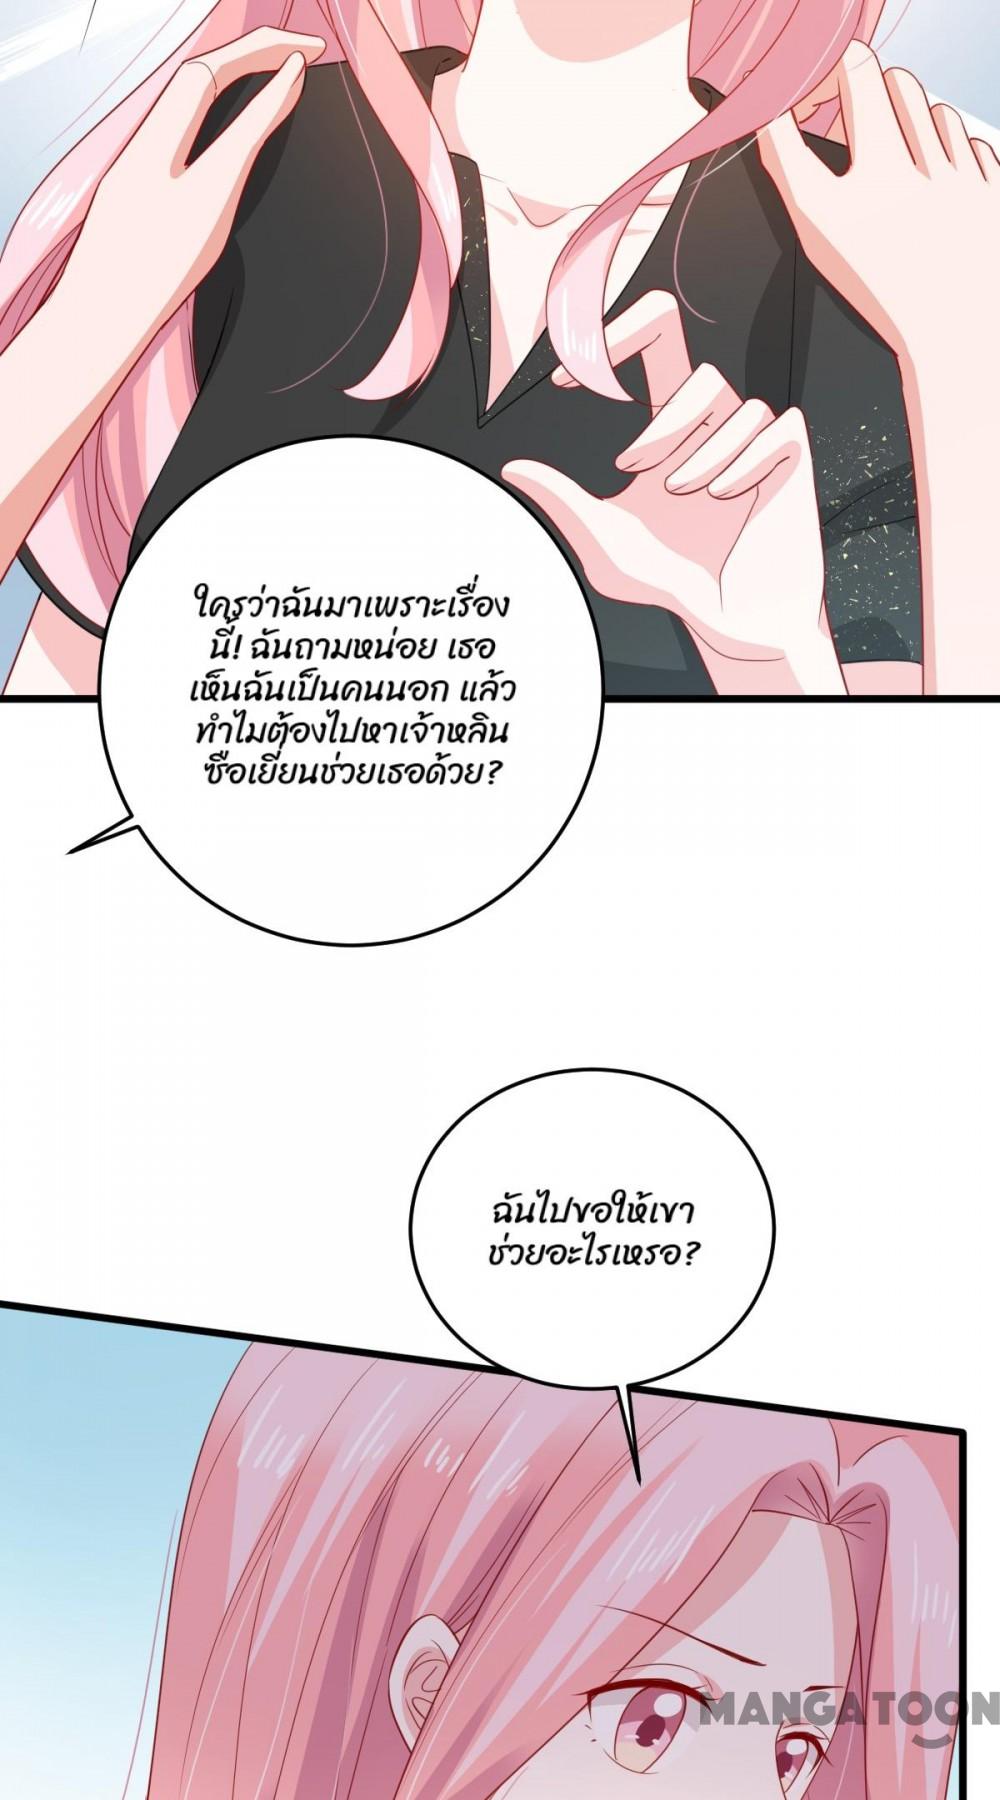 ใครว่าฉันมาเพราะเรื่อง
นี้! ฉันถามหน่อย เธอ
เห็นฉันเป็นคนนอก แล้ว
ทำไมต้องไปหาเจ้าหลิน
ซือเยี่ยนช่วยเธอด้วย?
ฉันไปขอให้เขา
ช่วยอะไรเหรอ?
MANGATOON